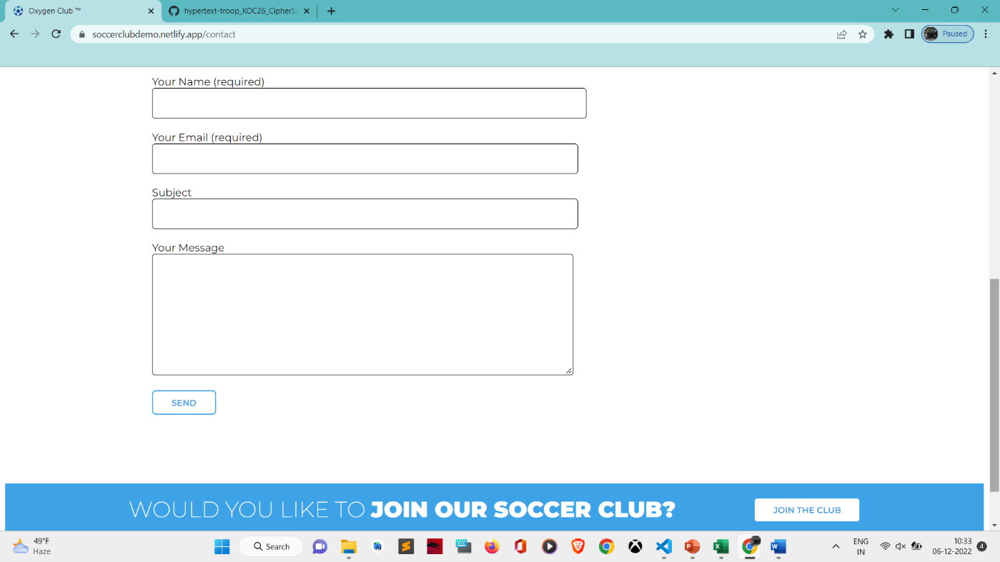 Oxygen Club ™
hypertext-troop_KOC26_CipherSc
soccerclubdemo.netlify.app/contact
Paused
Your Name (required)
Your Email (required)
Subject
Your Message
SEND
WOULD YOU LIKE TO JOIN OUR SOCCER CLUB?
JOIN THE CLUB
49°F
Haze
Search
ENG
IN
10:33
06-12-2022
4